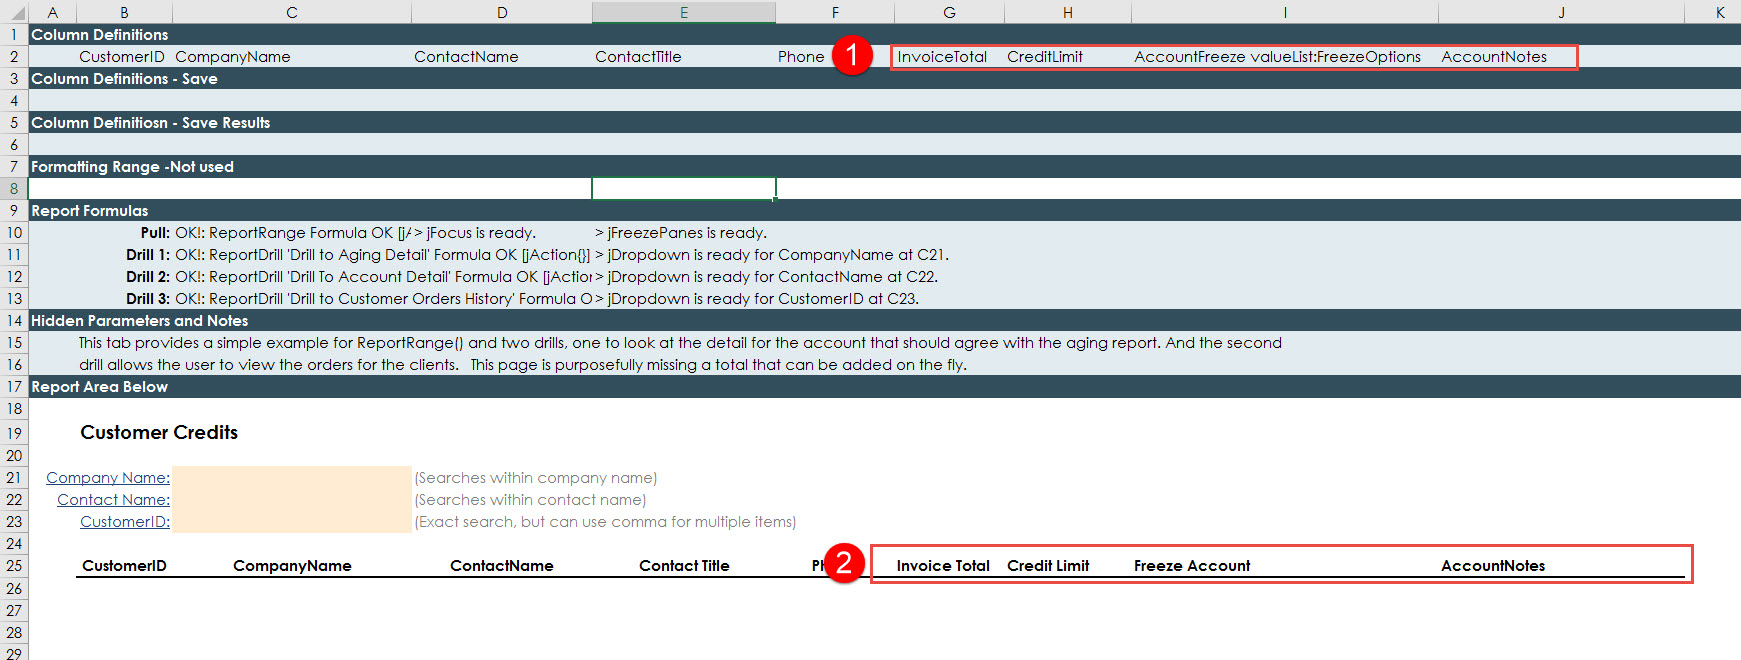 A B C D E F G H I J K
1 Column Definitions
2 CustomerID CompanyName ContactName ContactTitle Phone 1 InvoiceTotal CreditLimit AccountFreeze valueList:FreezeOptions AccountNotes
3 Column Definitions - Save
4
5 Column Definitiosn - Save Results
6
7 Formatting Range -Not used
8
9 Report Formulas
10 Pull: OK!: ReportRange Formula OK [j/ > jFocus is ready. > jFreezePanes is ready.
11 Drill 1: OK!: ReportDrill 'Drill to Aging Detail' Formula OK [jAction{}] > jDropdown is ready for CompanyName at C21.
12 Drill 2: OK!: ReportDrill 'Drill To Account Detail' Formula OK [jAction > jDropdown is ready for ContactName at C22.
13 Drill 3: OK!: ReportDrill 'Drill to Customer Orders History' Formula O > jDropdown is ready for CustomerID at C23.
14 Hidden Parameters and Notes
15 This tab provides a simple example for ReportRange() and two drills, one to look at the detail for the account that should agree with the aging report. And the second
16 drill allows the user to view the orders for the clients. This page is purposefully missing a total that can be added on the fly.
17 Report Area Below
18
19 Customer Credits
20
21 Company Name: (Searches within company name)
22 Contact Name: (Searches within contact name)
23 CustomerID: (Exact search, but can use comma for multiple items)
24
25 CustomerID CompanyName ContactName Contact Title Ph 2 Invoice Total Credit Limit Freeze Account AccountNotes
26
27
28
29